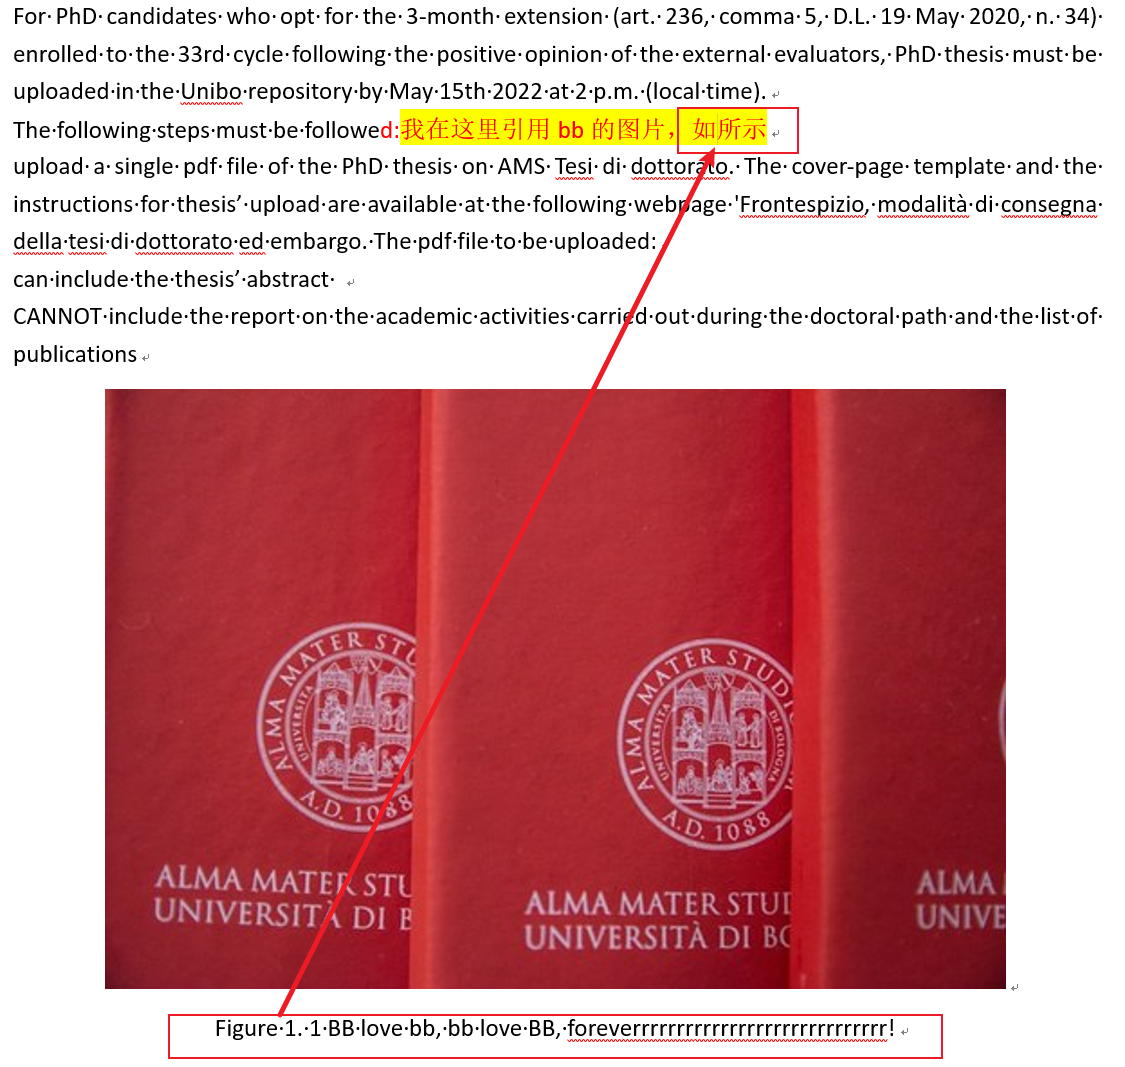 For PhD candidates who opt for the 3-month extension (art. 236, comma 5, D.L. 19 May 2020, n. 34)
enrolled to the 33rd cycle following the positive opinion of the external evaluators, PhD thesis must be
uploaded in the Unibo repository by May 15th 2022 at 2 p.m. (local time).
The following steps must be followed:我在这里引用 bb 的图片，如所示
upload a single pdf file of the PhD thesis on AMS Tesi di dottorato. The cover-page template and the
instructions for thesis’ upload are available at the following webpage 'Frontespizio, modalità di consegna
della tesi di dottorato ed embargo. The pdf file to be uploaded:
can include the thesis’ abstract
CANNOT include the report on the academic activities carried out during the doctoral path and the list of
publications
ALMA MATER STU
UNIVERSITA
A.D. 1088
ALMA MATER STU
UNIVERSITÀ DI B
ALMA MATER STUDI
UNIVERSITA DI BOLOGNA
A.D. 1088
ALMA MATER STUD
UNIVERSITÀ DI BO
ALMA
UNIVE
Figure 1. 1 BB love bb, bb love BB, foreverrrrrrrrrrrrrrrrrrrrrrrrrrrrr!